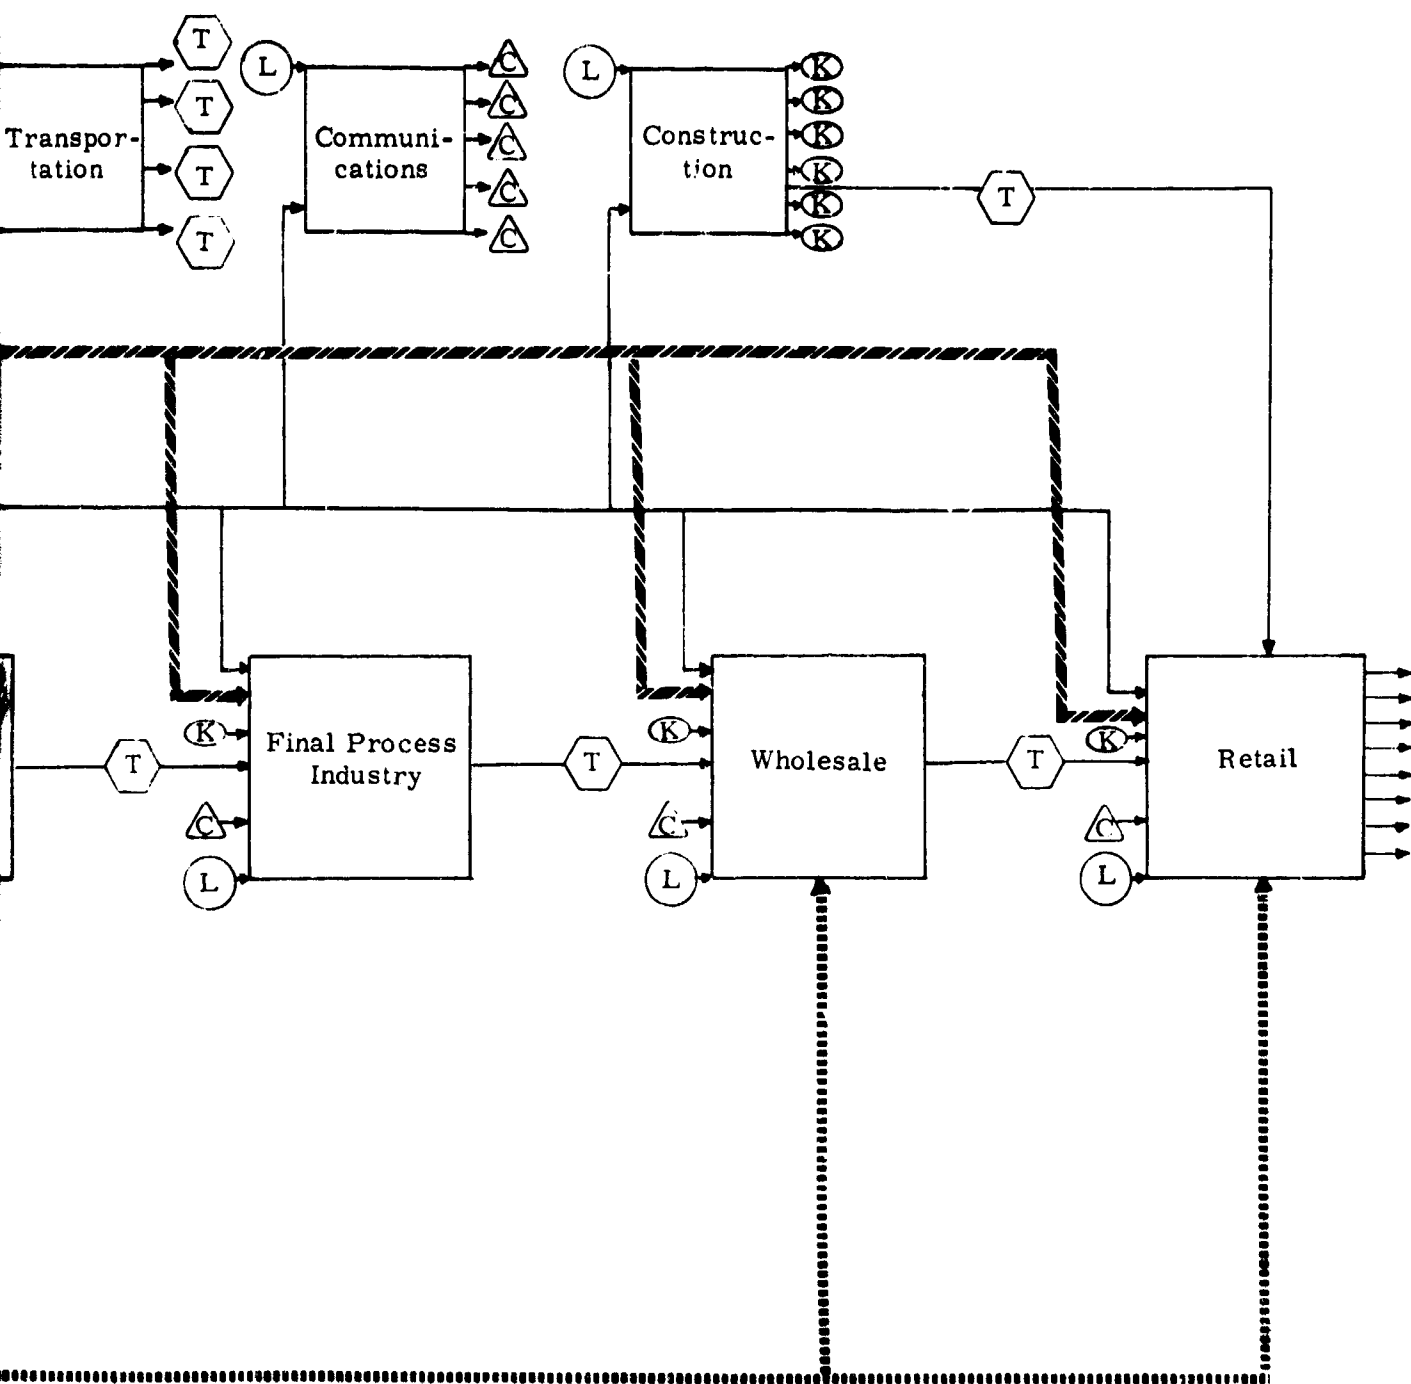 T
L
C
L
K
T
C
K
Transpor-
tation
Communi-
cations
C
Construc-
tion
K
T
C
K
T
K
T
C
K
K
K
K
T
Final Process
Industry
T
Wholesale
T
Retail
C
C
C
L
L
L